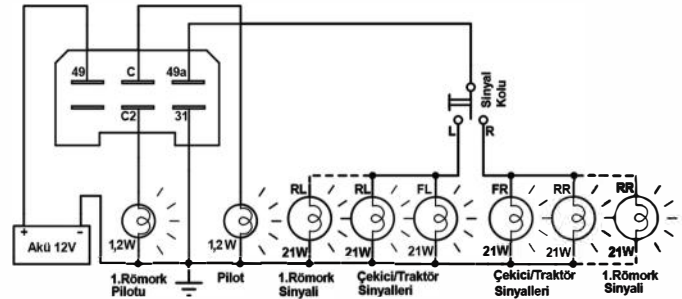 49
C
49a
C2
31
Sinyal
Kolu
L
R
RL
RL
FL
FR
RR
RR
+
-
Akü 12V
1,2W
1,2W
21W
21W
21W
21W
21W
21W
1.Römork
Pilotu
Pilot
1.Römork
Sinyali
Çekici/Traktör
Sinyalleri
Çekici/Traktör
Sinyalleri
1.Römork
Sinyali